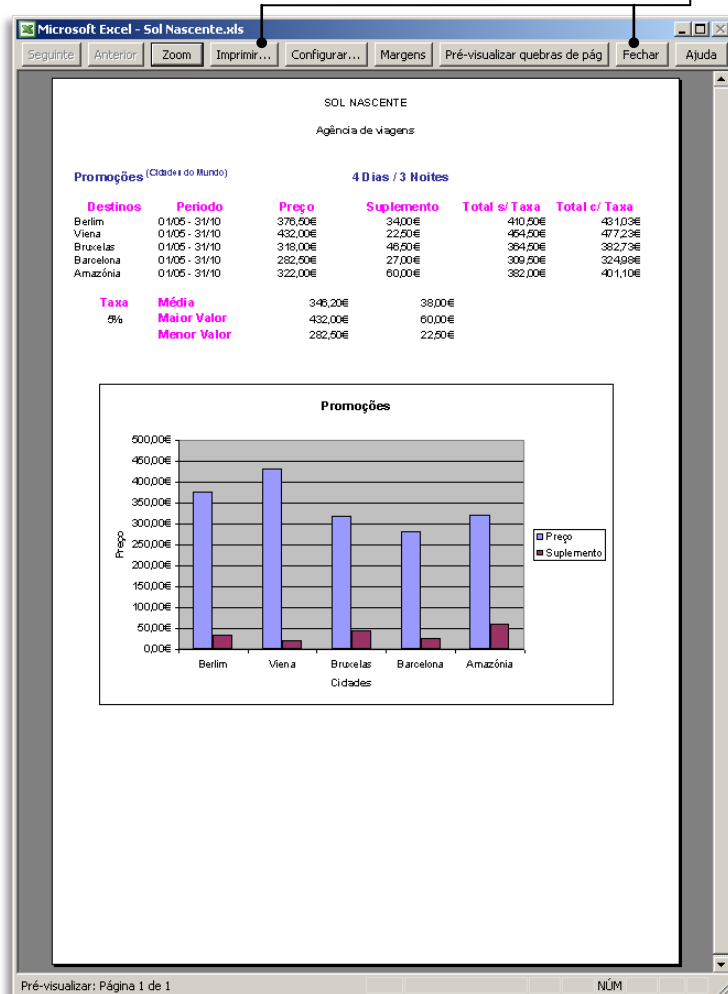 Microsoft Excel - Sol Nascente.xls
Seguinte Anterior Zoom Imprimir... Configurar... Margens Pré-visualizar quebras de pág Fechar Ajuda
SOL NASCENTE
Agência de viagens
Promoções (Cidades do Mundo) 4 Dias / 3 Noites
Destinos Periodo Preço Suplemento Total s/ Taxa Total c/ Taxa
Berlim 01/05 - 31/10 376,50€ 34,00€ 410,50€ 431,03€
Viena 01/05 - 31/10 432,00€ 22,50€ 454,50€ 477,23€
Bruxelas 01/05 - 31/10 318,00€ 46,50€ 364,50€ 382,73€
Barcelona 01/05 - 31/10 282,50€ 27,00€ 309,50€ 324,98€
Amazónia 01/05 - 31/10 322,00€ 60,00€ 382,00€ 401,10€
Taxa Média 346,20€ 38,00€
5% Maior Valor 432,00€ 60,00€
Menor Valor 282,50€ 22,50€
Promoções
500,00€
450,00€
400,00€
350,00€
300,00€
250,00€
200,00€
150,00€
100,00€
50,00€
0,00€
Preço
Berlim Viena Bruxelas Barcelona Amazónia
Cidades
Preço
Suplemento
Pré-visualizar: Página 1 de 1 NÚM